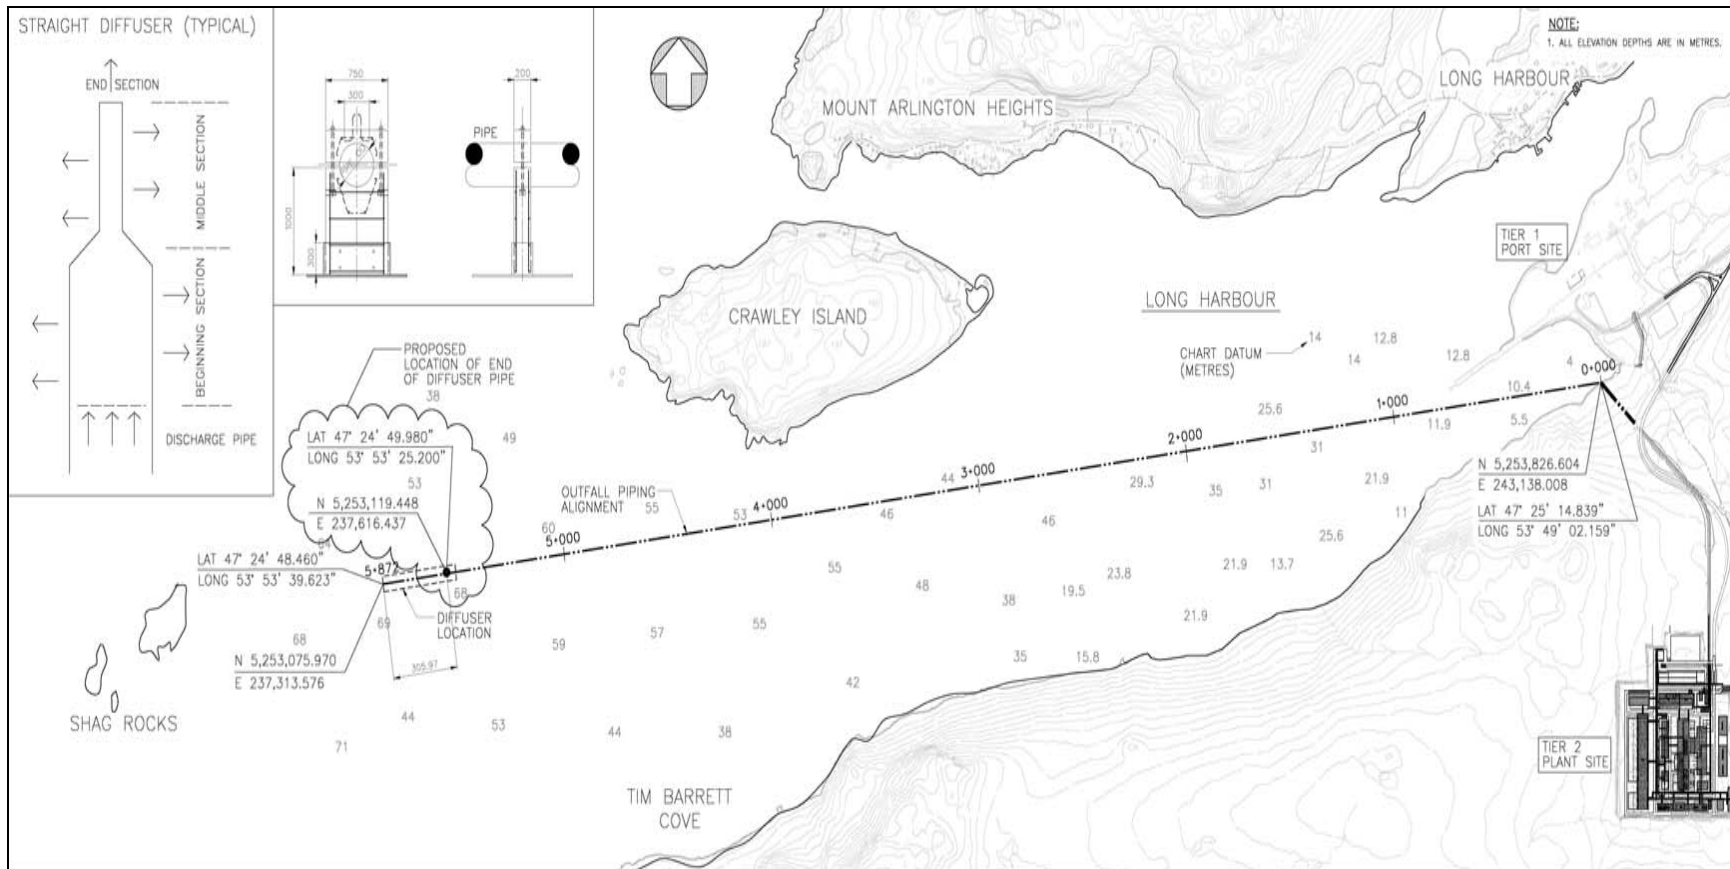 STRAIGHT DIFFUSER (TYPICAL)
END SECTION
MIDDLE SECTION
BEGINNING SECTION
DISCHARGE PIPE
750
300
1000
300
200
PIPE
NOTE:
1. ALL ELEVATION DEPTHS ARE IN METRES.
LONG HARBOUR
MOUNT ARLINGTON HEIGHTS
TIER 1
PORT SITE
CRAWLEY ISLAND
LONG HARBOUR
CHART DATUM
(METRES)
14
12.8
14
12.8
4
0+000
10.4
5.5
11.9
1+000
25.6
31
2+000
29.3
35
31
21.9
11
25.6
N 5,253,826.604
E 243,138.008
LAT 47° 25' 14.839"
LONG 53° 49' 02.159"
PROPOSED
LOCATION OF END
OF DIFFUSER PIPE
38
49
LAT 47° 24' 49.980"
LONG 53° 53' 25.200"
53
N 5,253,119.448
E 237,616.437
OUTFALL PIPING
ALIGNMENT
55
53
4+000
44
3+000
46
46
60
5+000
LAT 47° 24' 48.460"
LONG 53° 53' 39.623"
5+877
68
DIFFUSER
LOCATION
55
48
38
19.5
23.8
21.9
13.7
21.9
69
68
N 5,253,075.970
E 237,313.576
305.97
59
57
55
35
15.8
42
SHAG ROCKS
44
53
44
38
71
TIM BARRETT
COVE
TIER 2
PLANT SITE